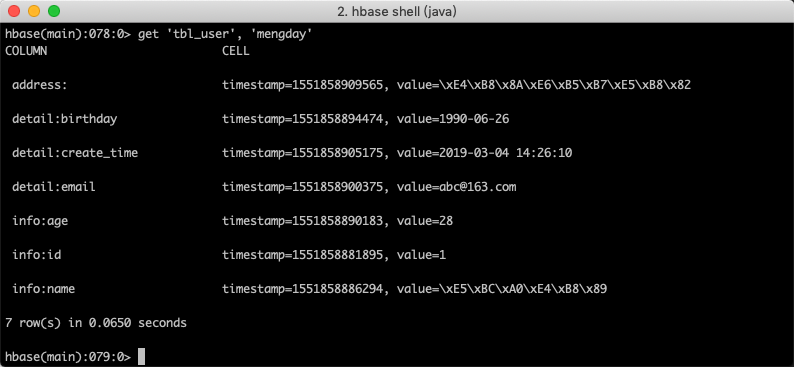 2. hbase shell (java)
hbase(main):078:0> get 'tbl_user', 'mengday'
COLUMN CELL
address: timestamp=1551858909565, value=\xE4\xB8\x8A\xE6\xB5\xB7\xE5\xB8\x82
detail:birthday timestamp=1551858894474, value=1990-06-26
detail:create_time timestamp=1551858905175, value=2019-03-04 14:26:10
detail:email timestamp=1551858900375, value=abc@163.com
info:age timestamp=1551858890183, value=28
info:id timestamp=1551858881895, value=1
info:name timestamp=1551858886294, value=\xE5\xBC\xA0\xE4\xB8\x89
7 row(s) in 0.0650 seconds
hbase(main):079:0>